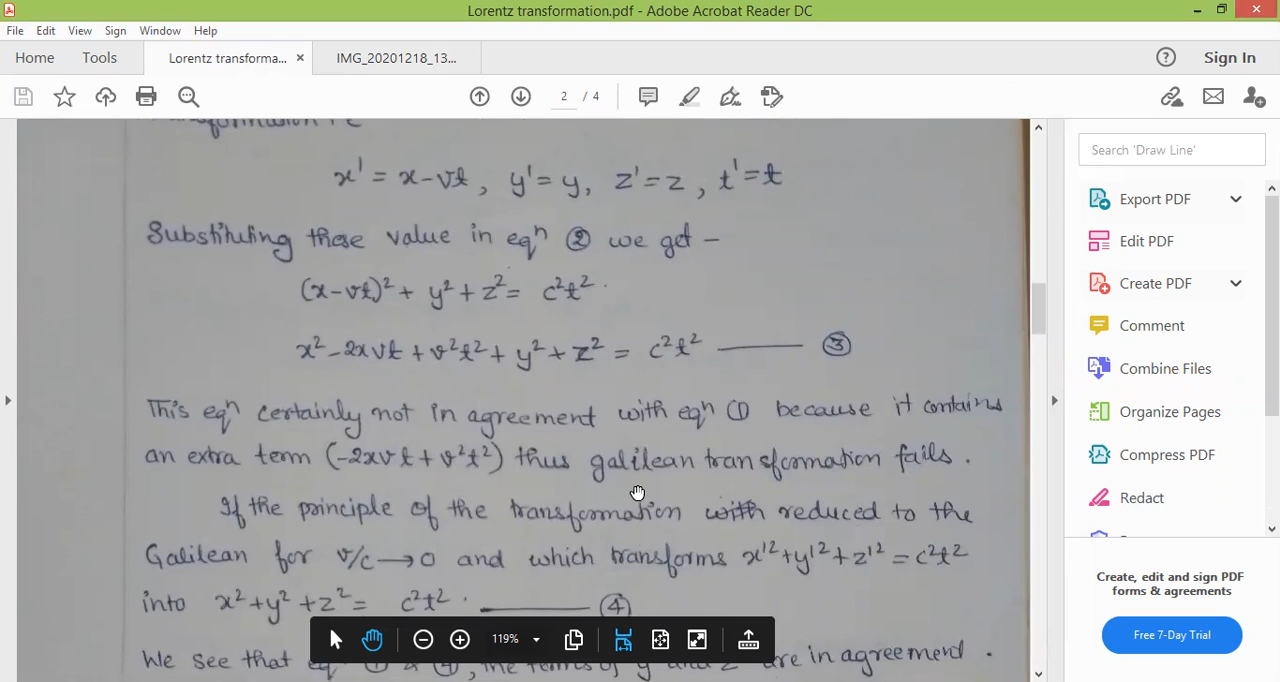 Lorentz transformation.pdf - Adobe Acrobat Reader DC
File Edit View Sign Window Help
Home Tools Lorentz transforma... × IMG_20201218_13... ? Sign In
2 / 4
Search 'Draw Line'
x' = x-vt, y'=y, z'=z, t'=t
Substituting these value in eqⁿ ② we get –
(x-vt)² + y² + z² = c²t².
x² - 2xvt + v²t² + y² + z² = c²t² —— ③
This eqⁿ certainly not in agreement with eqⁿ ① because it contains
an extra term (-2xvt + v²t²) thus galilean transformation fails.
If the principle of the transformation with reduced to the
Galilean for v/c → 0 and which transforms x'²+y'²+z'² = c²t²
into x²+y²+z² = c²t². —— ④
We see that the terms of y and z are in agreement.
119%
Export PDF
Edit PDF
Create PDF
Comment
Combine Files
Organize Pages
Compress PDF
Redact
Create, edit and sign PDF
forms & agreements
Free 7-Day Trial